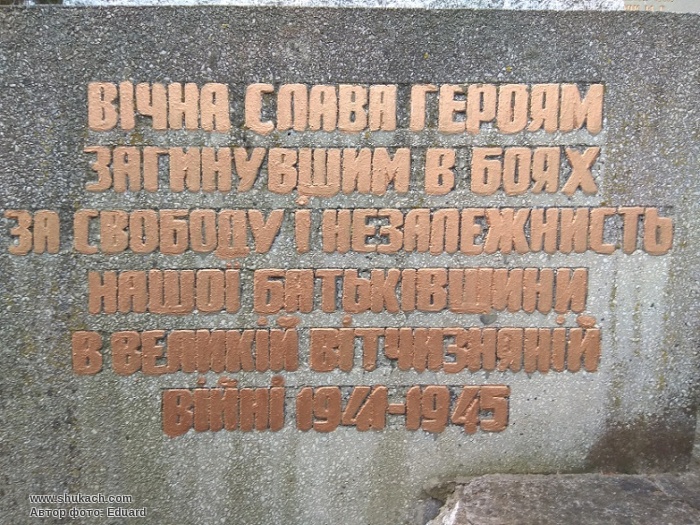 ВІЧНА СЛАВА ГЕРОЯМ
ЗАГИНУВШИМ В БОЯХ
ЗА СВОБОДУ І НЕЗАЛЕЖНИСТЬ
НАШОЇ БАТЬКІВЩИНИ
В ВЕЛИКІЙ ВІТЧИЗНЯНІЙ
ВІЙНІ 1941-1945
www.shukach.com
Автор фото: Eduard